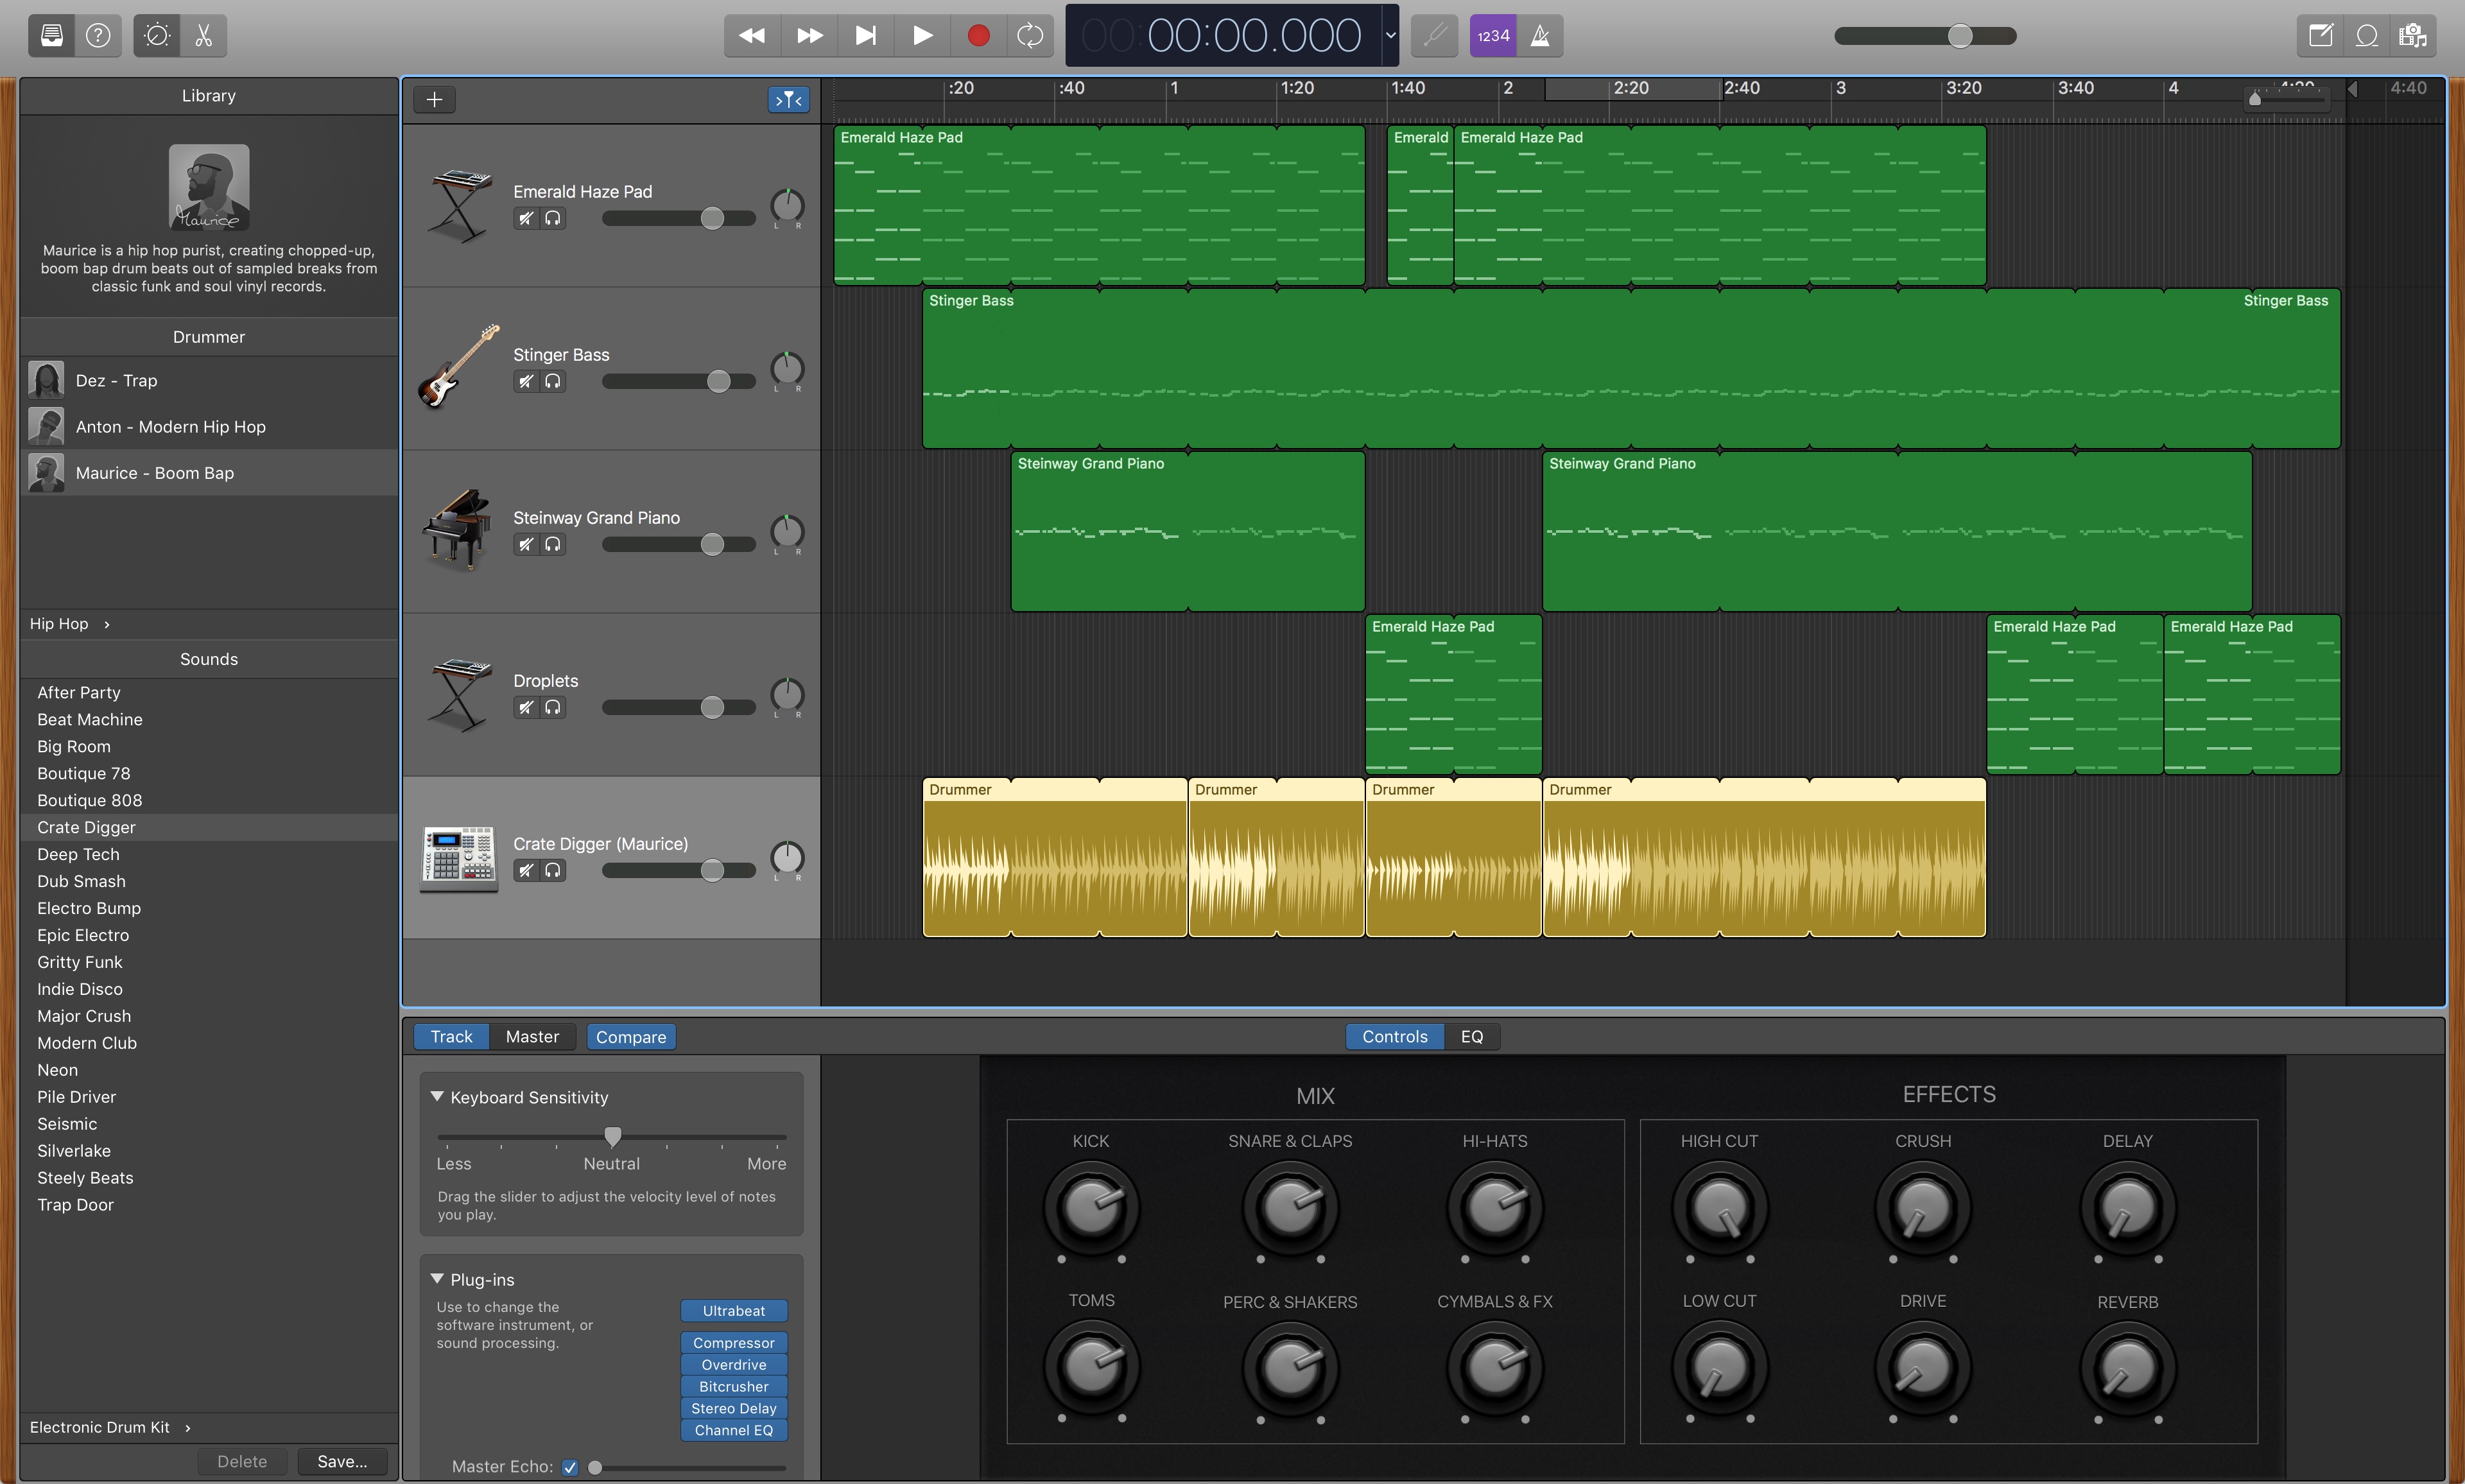 00:00:00.000
1234
Library
Maurice
Maurice is a hip hop purist, creating chopped-up,
boom bap drum beats out of sampled breaks from
classic funk and soul vinyl records.
Drummer
Dez - Trap
Anton - Modern Hip Hop
Maurice - Boom Bap
Hip Hop >
Sounds
After Party
Beat Machine
Big Room
Boutique 78
Boutique 808
Crate Digger
Deep Tech
Dub Smash
Electro Bump
Epic Electro
Gritty Funk
Indie Disco
Major Crush
Modern Club
Neon
Pile Driver
Seismic
Silverlake
Steely Beats
Trap Door
Electronic Drum Kit >
Delete Save...
:20 :40 1 1:20 1:40 2 2:20 2:40 3 3:20 3:40 4 4:20 4:40
Emerald Haze Pad
L R
Emerald Haze Pad Emerald Emerald Haze Pad
Stinger Bass
L R
Stinger Bass Stinger Bass
Steinway Grand Piano
L R
Steinway Grand Piano Steinway Grand Piano
Droplets
L R
Emerald Haze Pad Emerald Haze Pad Emerald Haze Pad
Crate Digger (Maurice)
L R
Drummer Drummer Drummer Drummer
Track Master Compare
Controls EQ
Keyboard Sensitivity
Less Neutral More
Drag the slider to adjust the velocity level of notes
you play.
Plug-ins
Use to change the
software instrument, or
sound processing.
Ultrabeat
Compressor
Overdrive
Bitcrusher
Stereo Delay
Channel EQ
Master Echo:
MIX
KICK SNARE & CLAPS HI-HATS
TOMS PERC & SHAKERS CYMBALS & FX
EFFECTS
HIGH CUT CRUSH DELAY
LOW CUT DRIVE REVERB